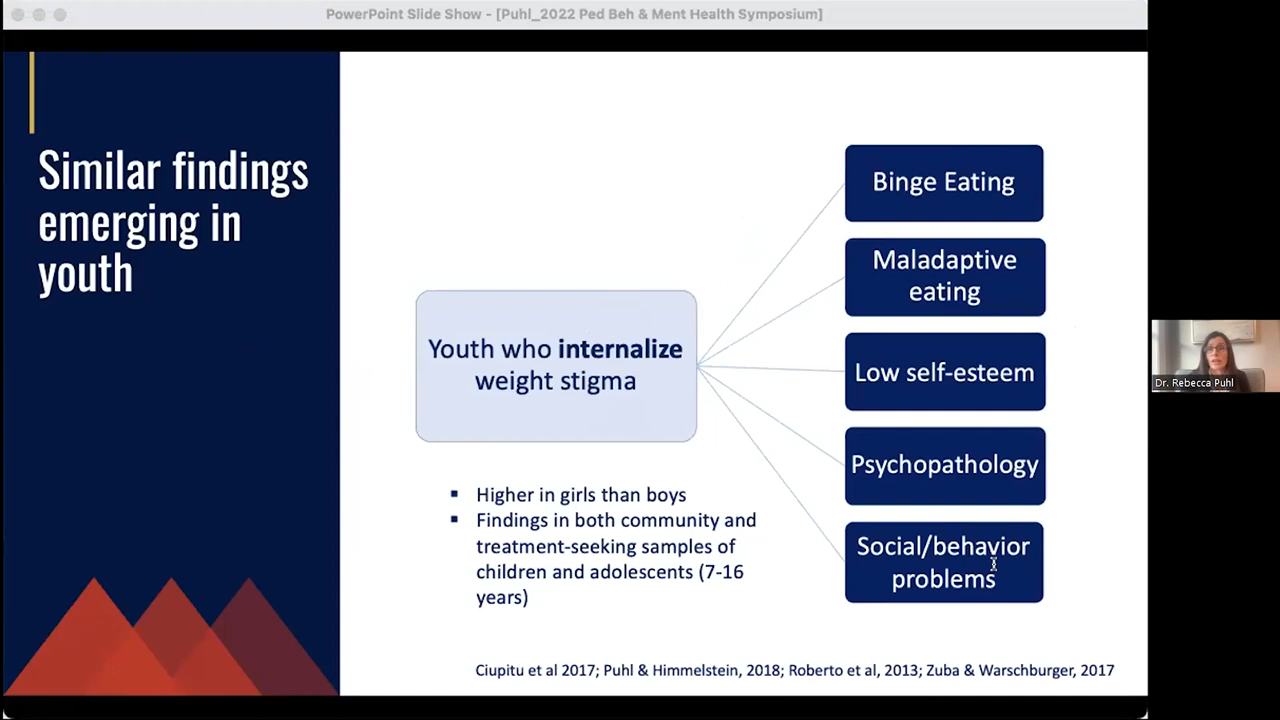 PowerPoint Slide Show - [Puhl_2022 Ped Beh & Ment Health Symposium]
Similar findings
emerging in
youth
Youth who internalize
weight stigma
Binge Eating
Maladaptive
eating
Low self-esteem
Psychopathology
Social/behavior
problems
▪ Higher in girls than boys
▪ Findings in both community and
treatment-seeking samples of
children and adolescents (7-16
years)
Ciupitu et al 2017; Puhl & Himmelstein, 2018; Roberto et al, 2013; Zuba & Warschburger, 2017
Dr. Rebecca Puhl